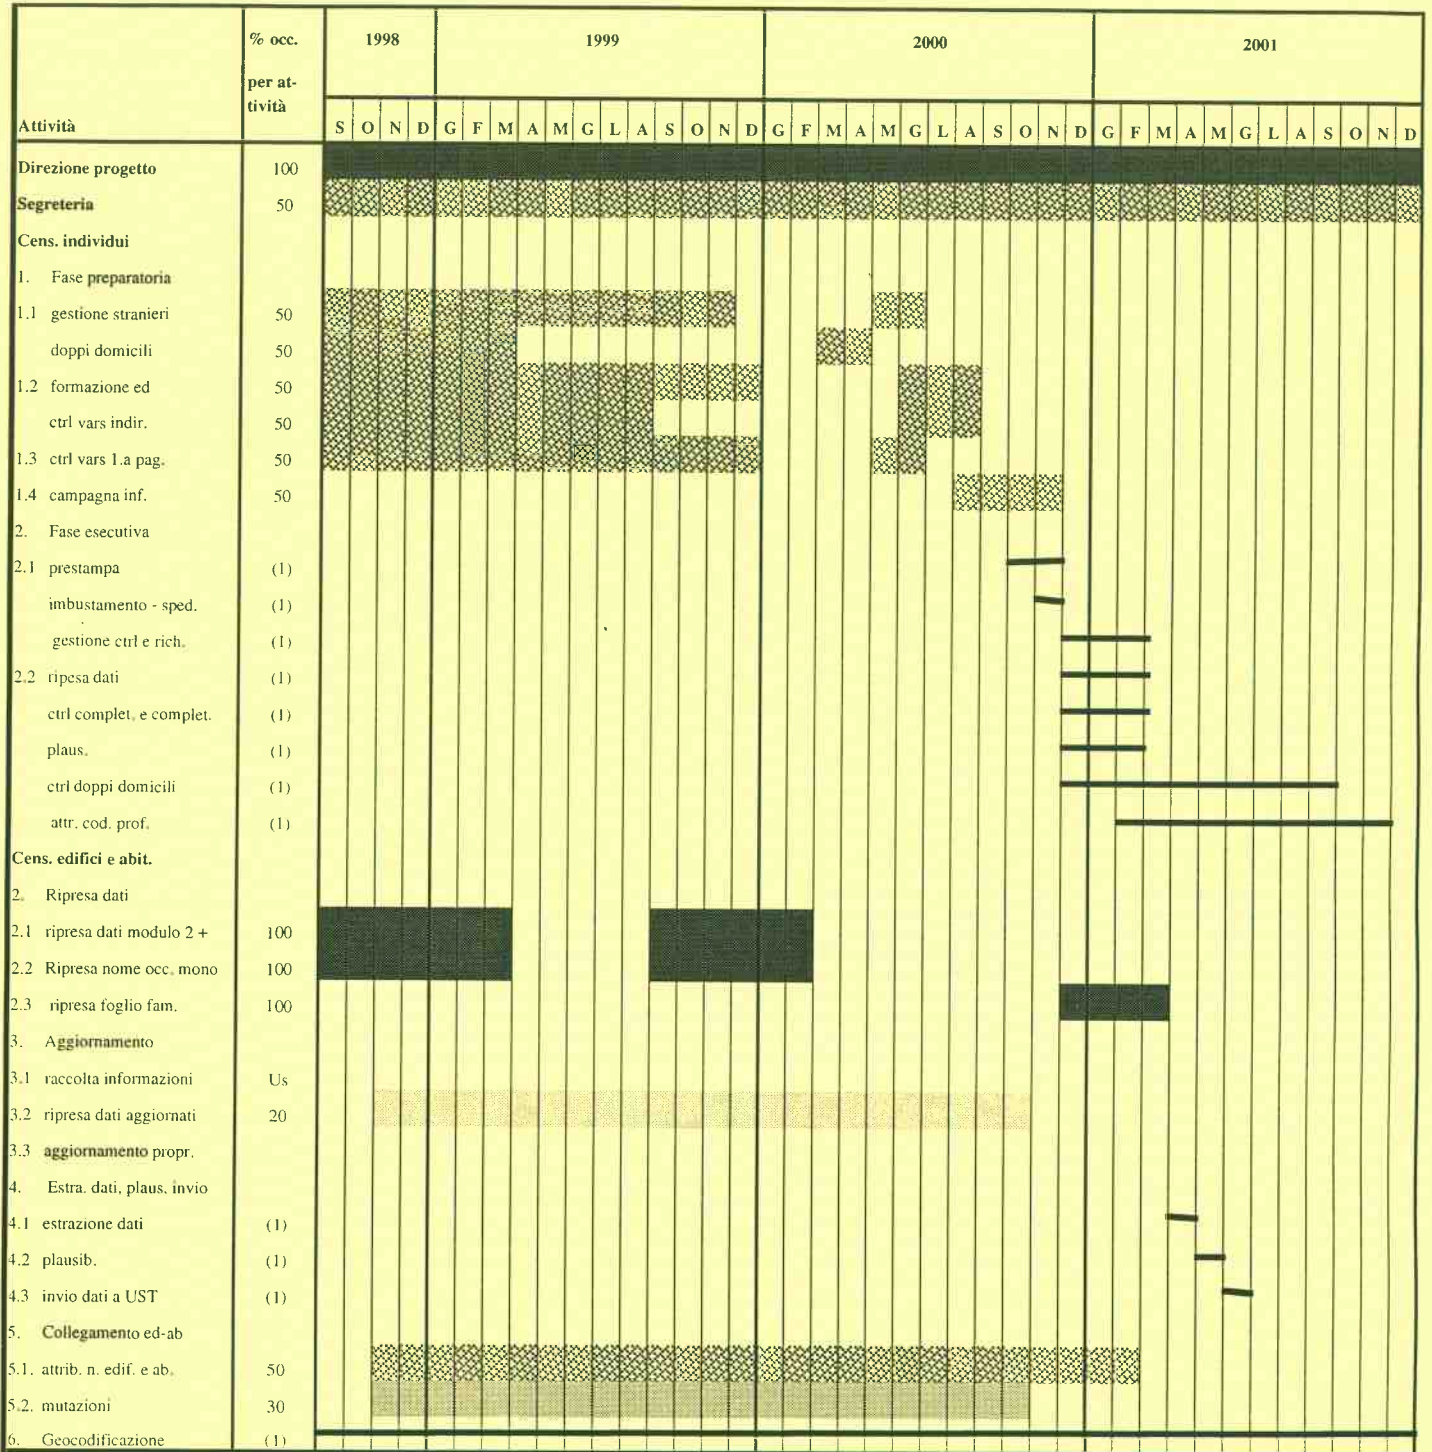 % occ. 1998 1999 2000 2001
per at-
tività
Attività S O N D G F M A M G L A S O N D G F M A M G L A S O N D G F M A M G L A S O N D
Direzione progetto 100
Segreteria 50
Cens. individui
1. Fase preparatoria
1.1 gestione stranieri 50
doppi domicili 50
1.2 formazione ed 50
ctrl vars indir. 50
1.3 ctrl vars 1.a pag. 50
1.4 campagna inf. 50
2. Fase esecutiva
2.1 prestampa (1)
imbustamento - sped. (1)
gestione ctrl e rich. (1)
2.2 ripesa dati (1)
ctrl complet. e complet. (1)
plaus. (1)
ctrl doppi domicili (1)
attr. cod. prof. (1)
Cens. edifici e abit.
2. Ripresa dati
2.1 ripresa dati modulo 2 + 100
2.2 Ripresa nome occ. mono 100
2.3 ripresa foglio fam. 100
3. Aggiornamento
3.1 raccolta informazioni Us
3.2 ripresa dati aggiornati 20
3.3 aggiornamento propr.
4. Estra. dati, plaus. invio
4.1 estrazione dati (1)
4.2 plausib. (1)
4.3 invio dati a UST (1)
5. Collegamento ed-ab
5.1. attrib. n. edif. e ab. 50
5.2. mutazioni 30
6. Geocodificazione (1)